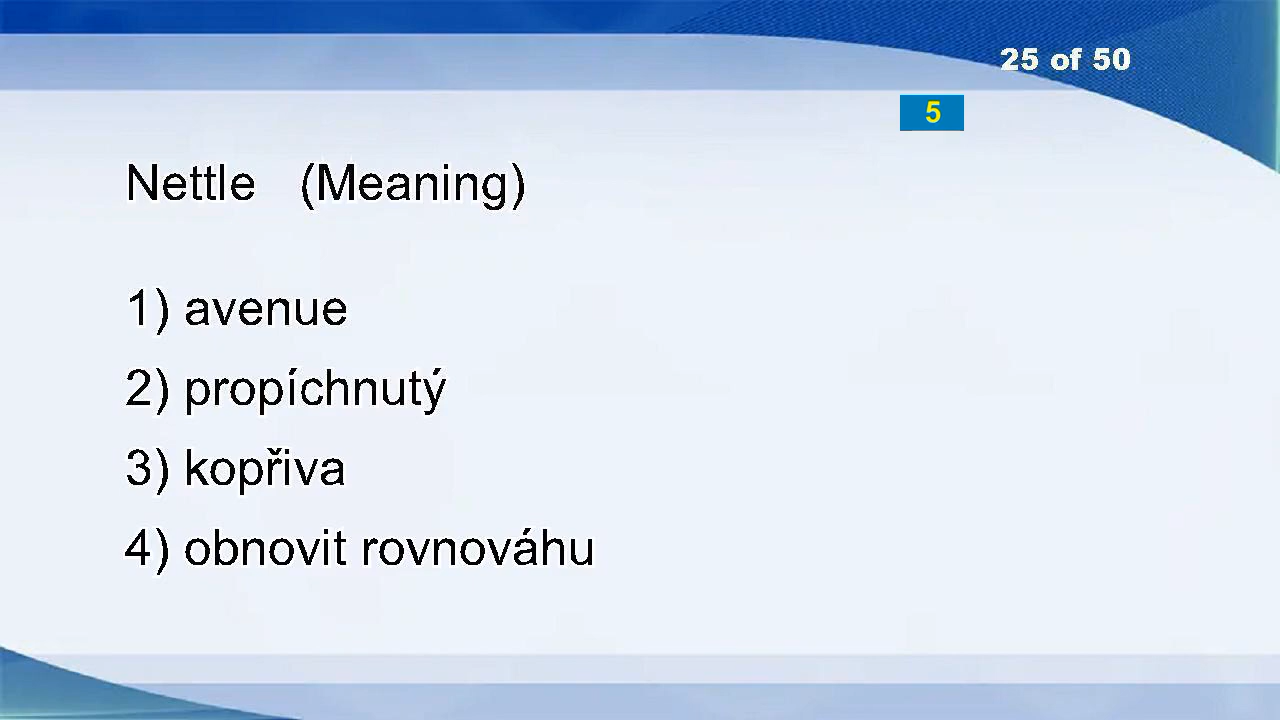 25 of 50
5
Nettle (Meaning)
1) avenue
2) propíchnutý
3) kopřiva
4) obnovit rovnováhu